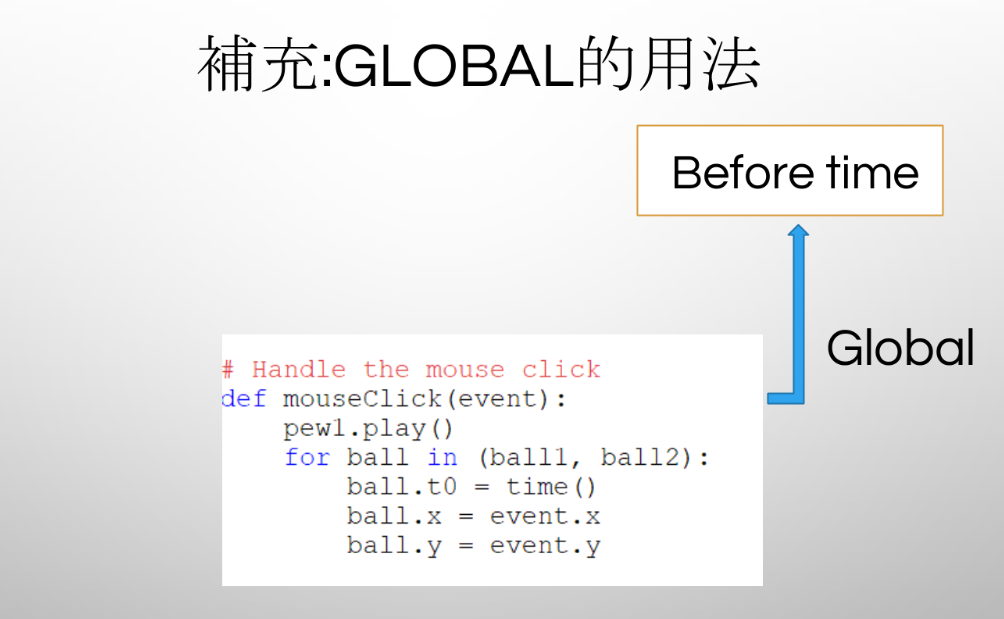 補充:GLOBAL的用法
Before time
Global
# Handle the mouse click
def mouseClick(event):
    pew1.play()
    for ball in (ball1, ball2):
        ball.t0 = time()
        ball.x = event.x
        ball.y = event.y